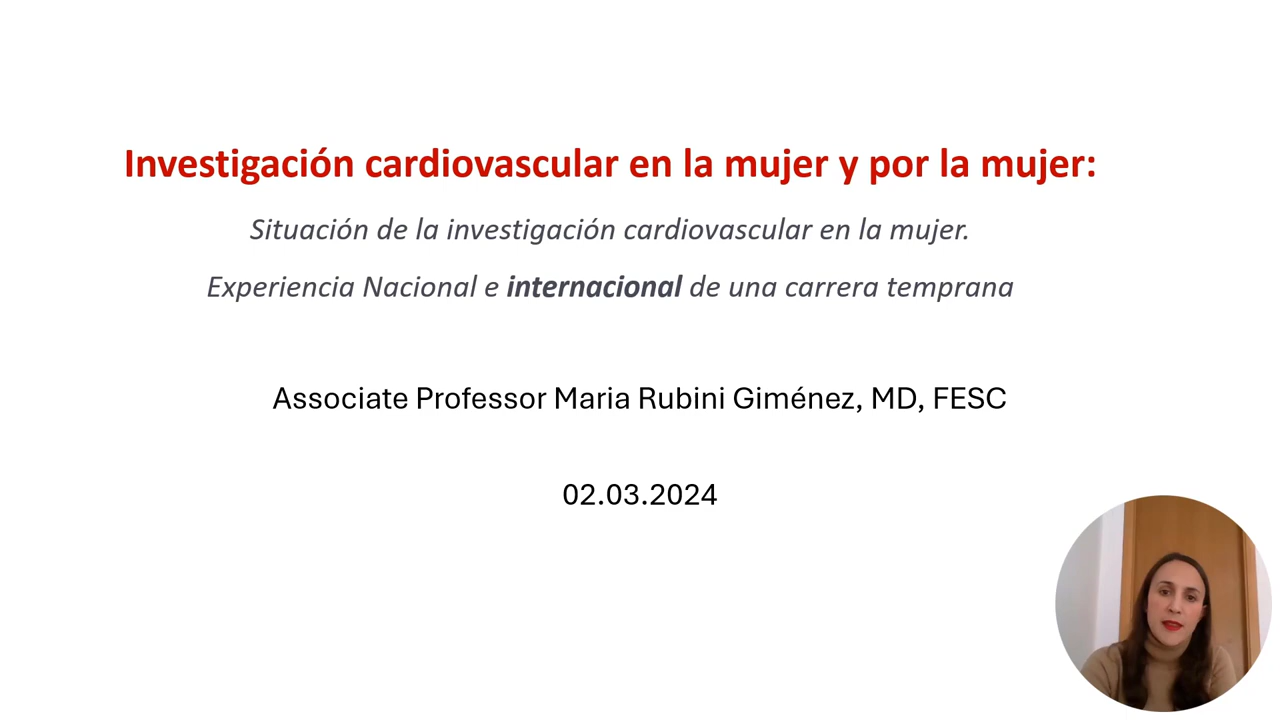 Investigación cardiovascular en la mujer y por la mujer:
Situación de la investigación cardiovascular en la mujer.
Experiencia Nacional e internacional de una carrera temprana
Associate Professor Maria Rubini Giménez, MD, FESC
02.03.2024